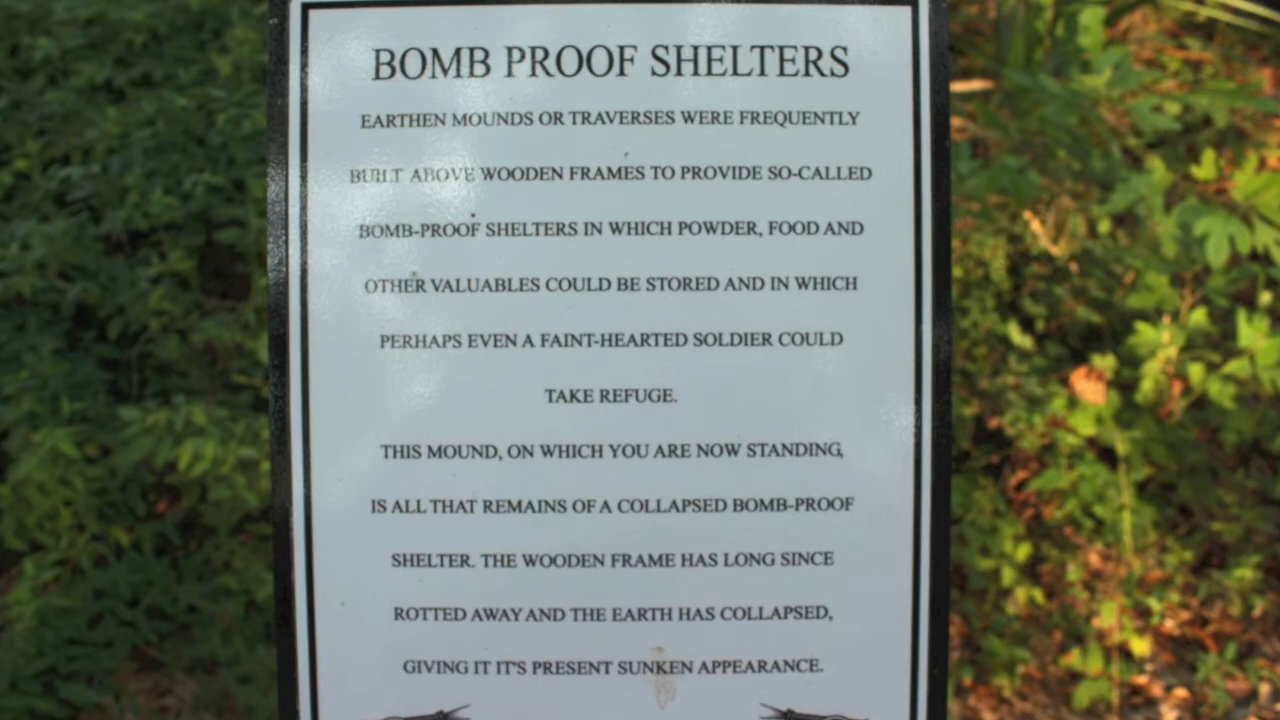 BOMB PROOF SHELTERS
EARTHEN MOUNDS OR TRAVERSES WERE FREQUENTLY
BUILT ABOVE WOODEN FRAMES TO PROVIDE SO-CALLED
BOMB-PROOF SHELTERS IN WHICH POWDER, FOOD AND
OTHER VALUABLES COULD BE STORED AND IN WHICH
PERHAPS EVEN A FAINT-HEARTED SOLDIER COULD
TAKE REFUGE.
THIS MOUND, ON WHICH YOU ARE NOW STANDING,
IS ALL THAT REMAINS OF A COLLAPSED BOMB-PROOF
SHELTER. THE WOODEN FRAME HAS LONG SINCE
ROTTED AWAY AND THE EARTH HAS COLLAPSED,
GIVING IT IT'S PRESENT SUNKEN APPEARANCE.